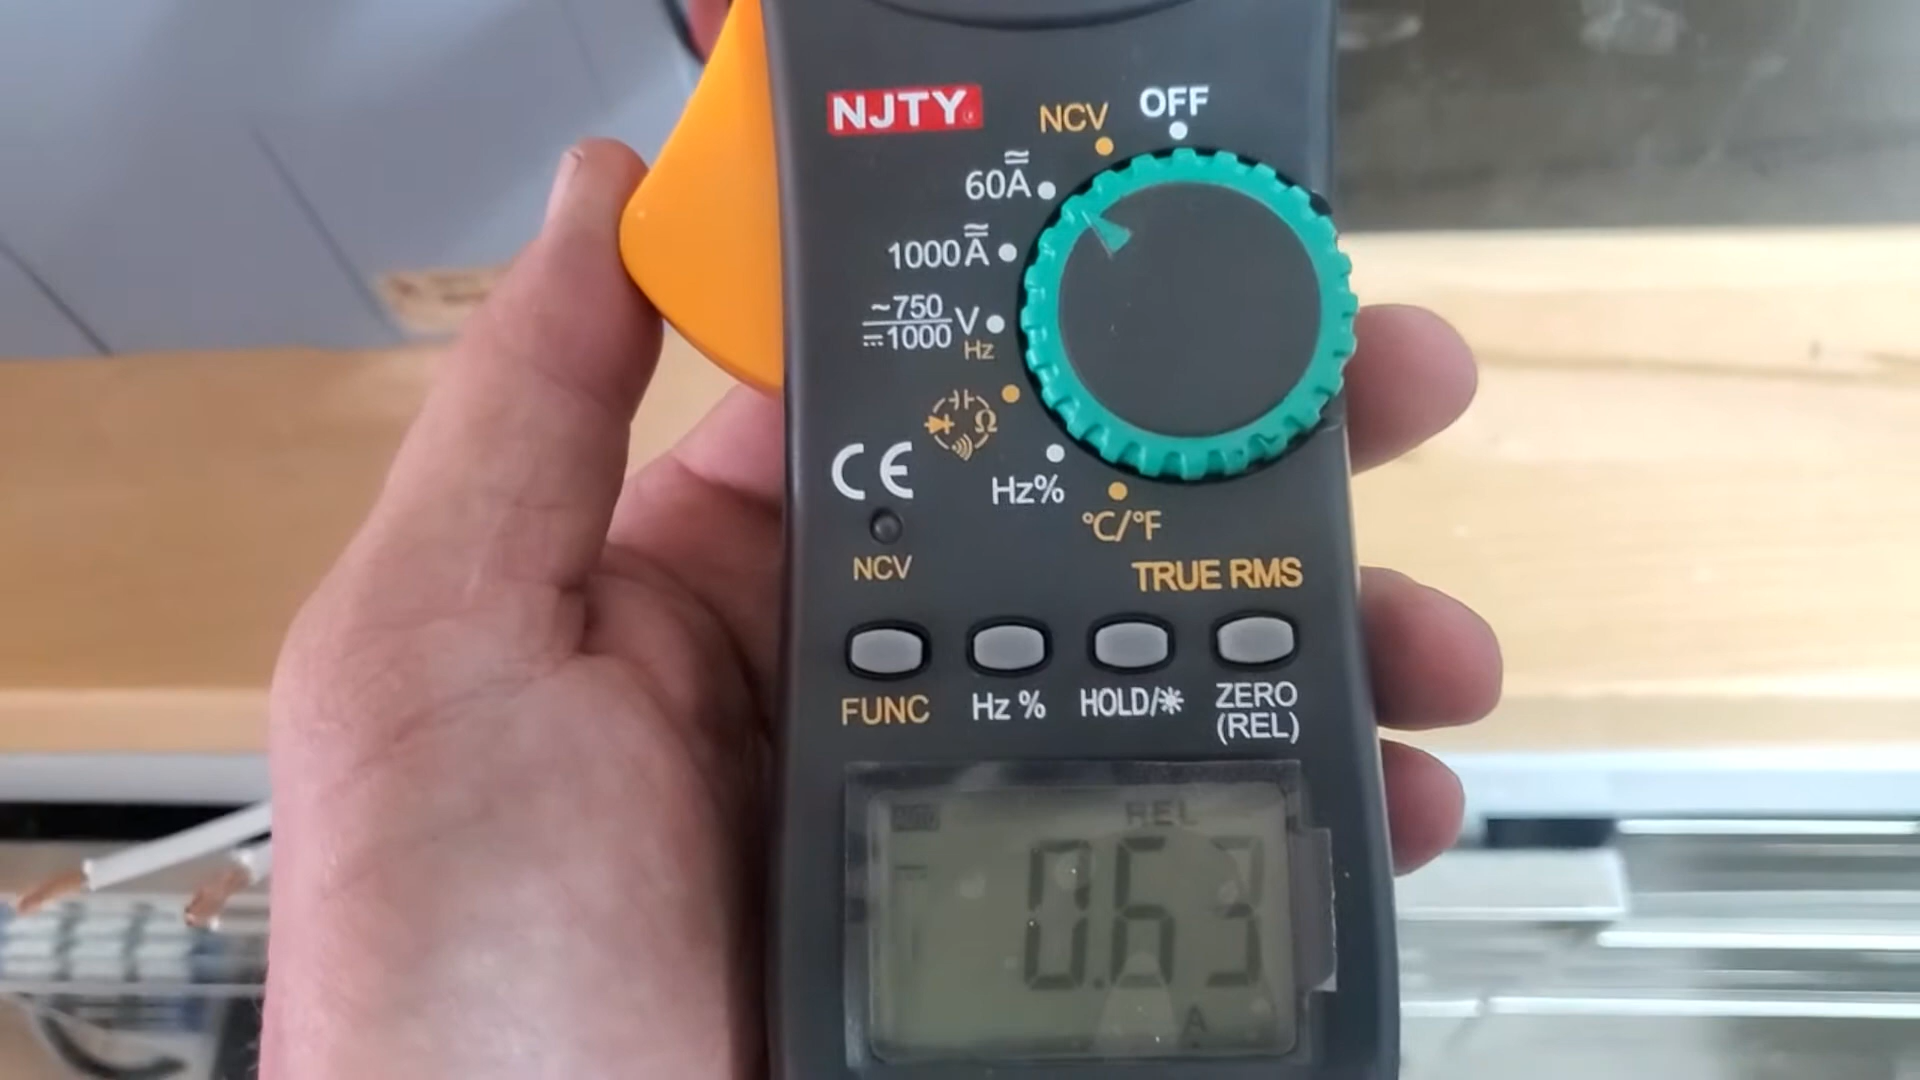 NJTY
NCV
OFF
60A
1000A
~750
1000
V
Hz
Ω
CE
Hz%
°C/°F
NCV
TRUE RMS
FUNC
Hz %
HOLD/☀
ZERO
(REL)
AUTO
REL
0.63
A